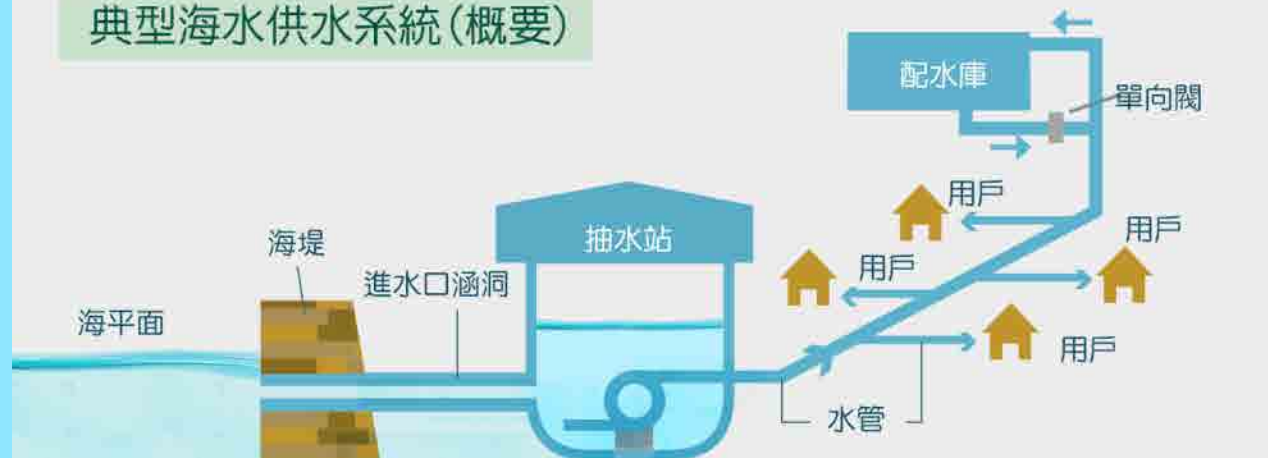 典型海水供水系統(概要)
配水庫
單向閥
用戶
用戶
抽水站
海堤
用戶
進水口涵洞
海平面
用戶
水管